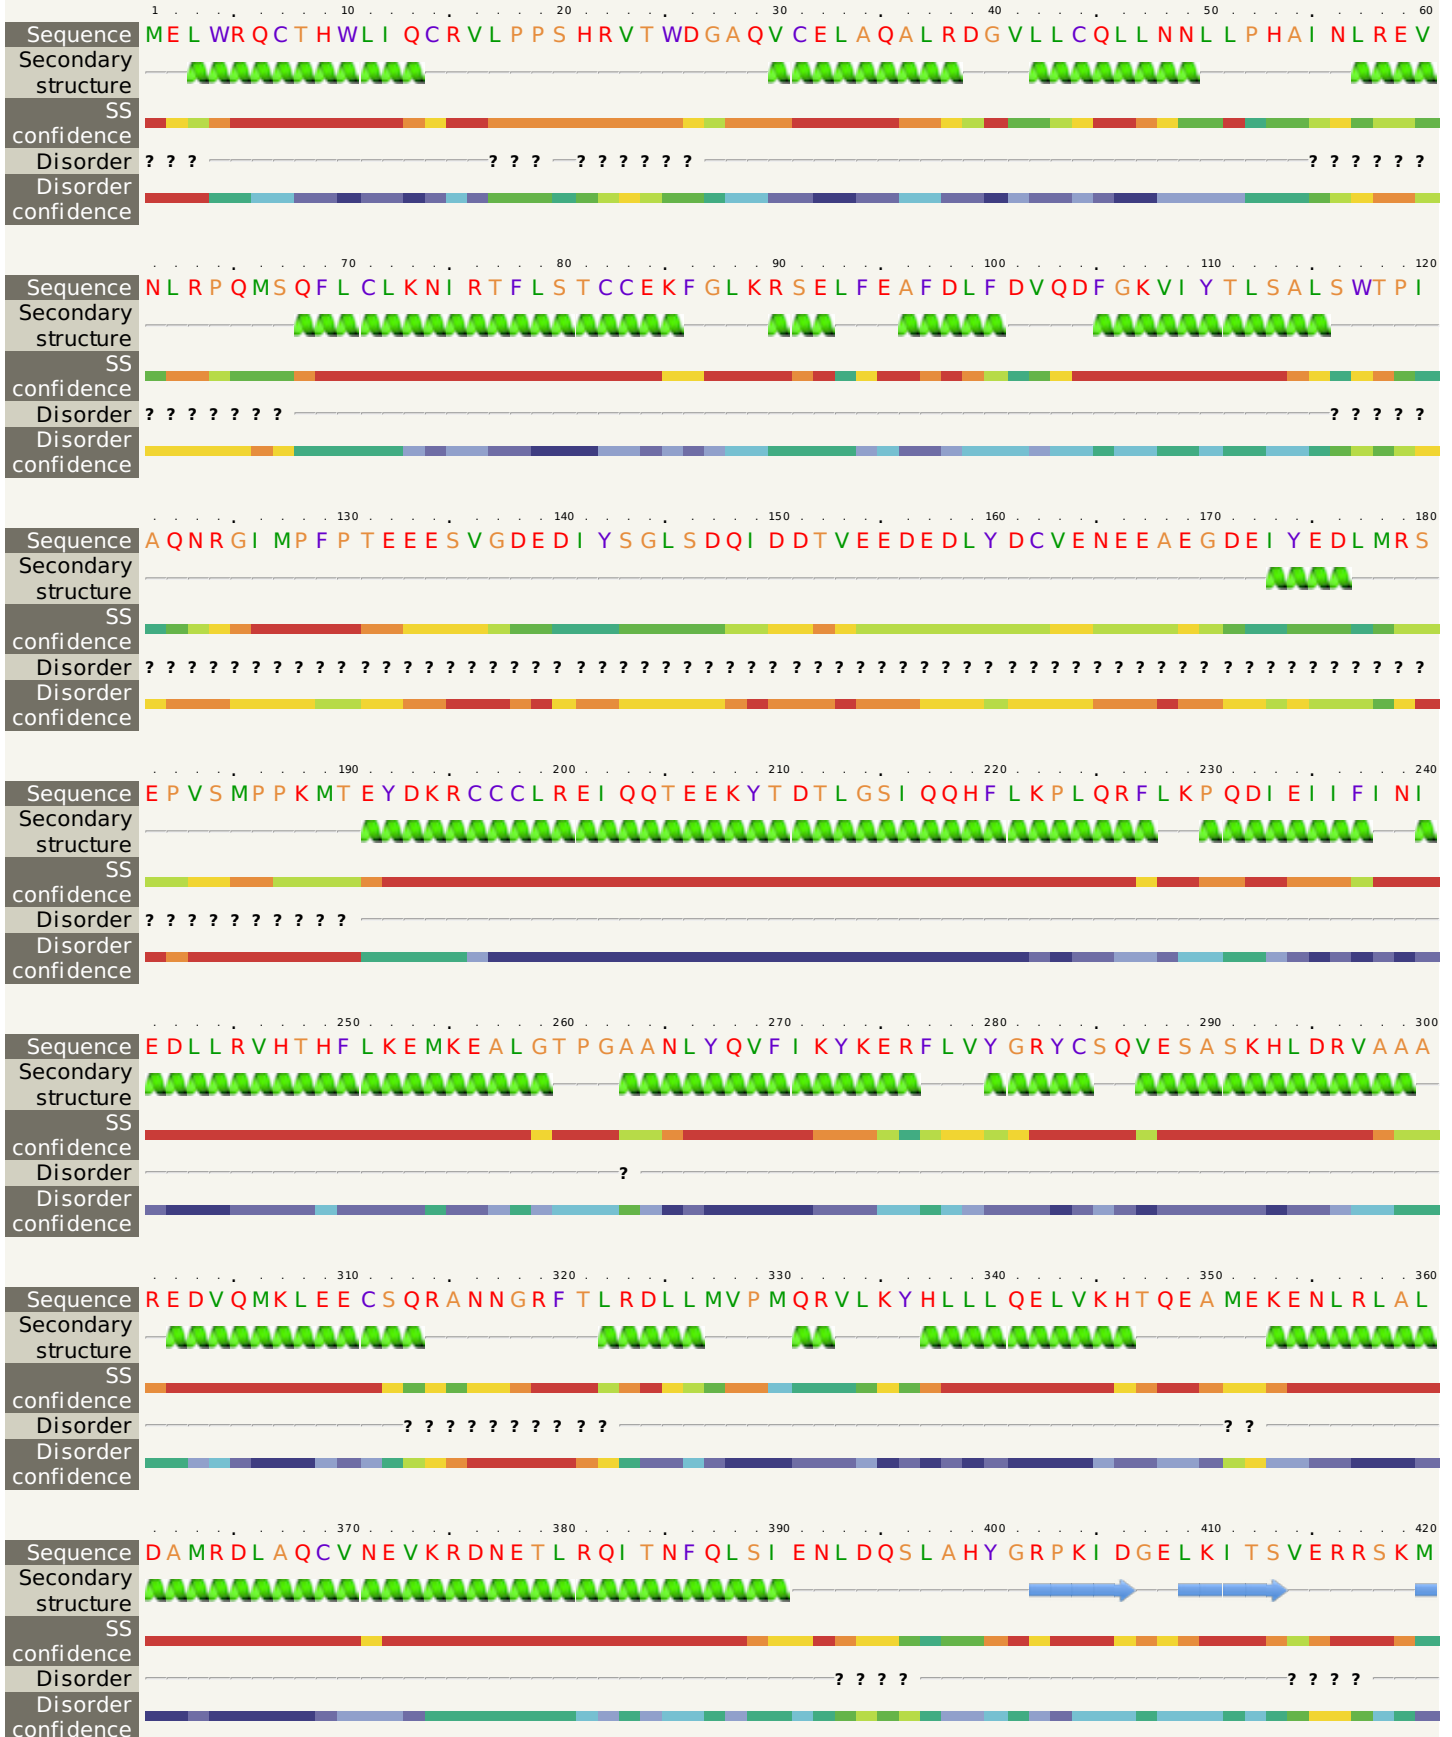 1 10 20 30 40 50 60
Sequence MELWRQCTHWLIQCRVLPPSHRVTWDGAQVCELAQALRDGVLLCQLLNNLLPHAINLREV
Secondary
structure
SS
confidence
Disorder ? ? ? ? ? ? ? ? ? ? ? ? ? ? ? ? ? ?
Disorder
confidence
70 80 90 100 110 120
Sequence NLRPQMSQFLCLKNIRTFLSTCCEKFGLKRSELFEAFDLFDVQDFGKVIYTLSALSWTPI
Secondary
structure
SS
confidence
Disorder ? ? ? ? ? ? ? ? ? ? ? ?
Disorder
confidence
130 140 150 160 170 180
Sequence AQNRGIMPFPTEEESVGDEDIYSGLSDQIDDTVEEDEDLYDCVENEEAEGDEIYEDLMRS
Secondary
structure
SS
confidence
Disorder ? ? ? ? ? ? ? ? ? ? ? ? ? ? ? ? ? ? ? ? ? ? ? ? ? ? ? ? ? ? ? ? ? ? ? ? ? ? ? ? ? ? ? ? ? ? ? ? ? ? ? ? ? ? ? ? ? ? ? ?
Disorder
confidence
190 200 210 220 230 240
Sequence EPVSMPPKMTEYDKRCCCLREIQQTEEKYTDTLGSIQQHFLKPLQRFLKPQDIEIIFINI
Secondary
structure
SS
confidence
Disorder ? ? ? ? ? ? ? ? ? ?
Disorder
confidence
250 260 270 280 290 300
Sequence EDLLRVHTHFLKEMKEALGTPGAANLYQVFIKYKERFLVYGRYCSQVESASKHLDRVAAA
Secondary
structure
SS
confidence
Disorder ?
Disorder
confidence
310 320 330 340 350 360
Sequence REDVQMKLEECSQRANNGRFTLRDLLMVPMQRVLKYHLLLQELVKHTQEAMEKENLRLAL
Secondary
structure
SS
confidence
Disorder ? ? ? ? ? ? ? ? ? ? ? ?
Disorder
confidence
370 380 390 400 410 420
Sequence DAMRDLAQCVNEVKRDNETLRQITNFQLSIENLDQSLAHYGRPKIDGELKITSVERRSKM
Secondary
structure
SS
confidence
Disorder ? ? ? ? ? ? ? ?
Disorder
confidence